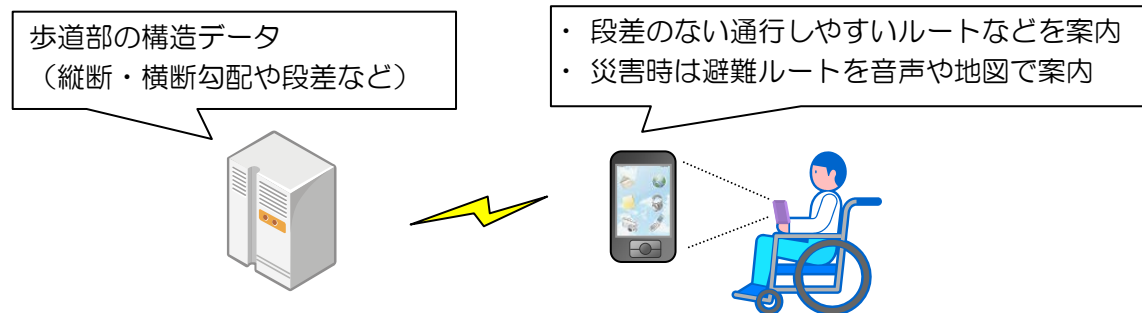 歩道部の構造データ
（縦断・横断勾配や段差など）
・ 段差のない通行しやすいルートなどを案内
・ 災害時は避難ルートを音声や地図で案内